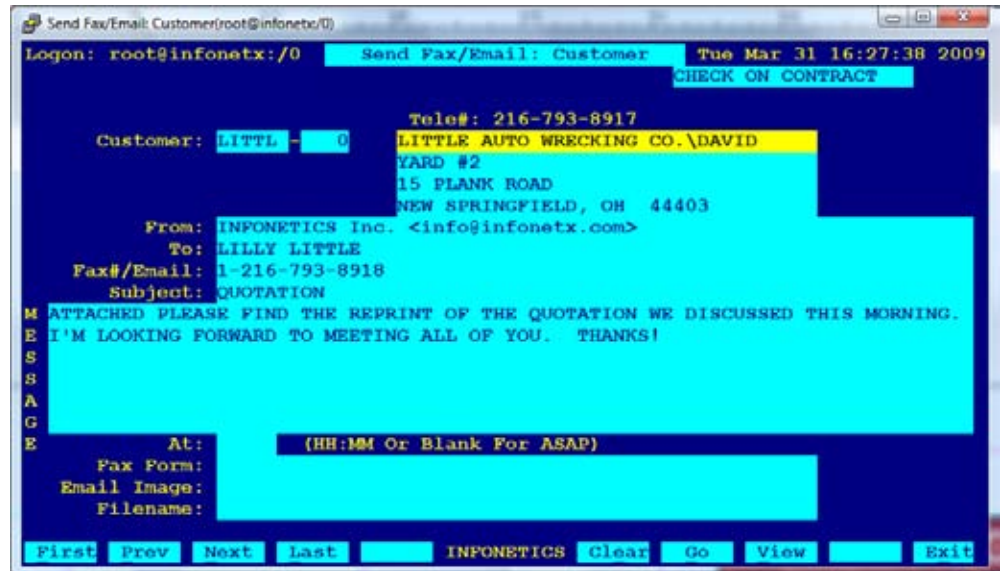 Send Fax/Email: Customer(root@infonetx:/0)
Logon: root@infonetx:/0 Send Fax/Email: Customer Tue Mar 31 16:27:38 2009
CHECK ON CONTRACT
Tele#: 216-793-8917
Customer: LITTL - 0 LITTLE AUTO WRECKING CO.\DAVID
YARD #2
15 PLANK ROAD
NEW SPRINGFIELD, OH 44403
From: INFONETICS Inc. <info@infonetx.com>
To: LILLY LITTLE
Fax#/Email: 1-216-793-8918
Subject: QUOTATION
MESSAGE
ATTACHED PLEASE FIND THE REPRINT OF THE QUOTATION WE DISCUSSED THIS MORNING.
I'M LOOKING FORWARD TO MEETING ALL OF YOU. THANKS!
At: (HH:MM Or Blank For ASAP)
Fax Form:
Email Image:
Filename:
First Prev Next Last INFONETICS Clear Go View Exit